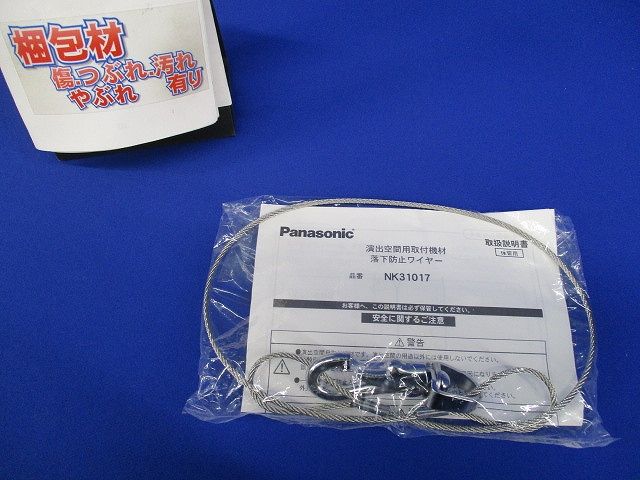 梱包材
傷.つぶれ.汚れ
やぶれ 有り
Panasonic
演出空間用取付機材
落下防止ワイヤー
取扱説明書
保管用
品番 NK31017
お客様へ、この説明書は必ず保管してください。
安全に関するご注意
⚠警告